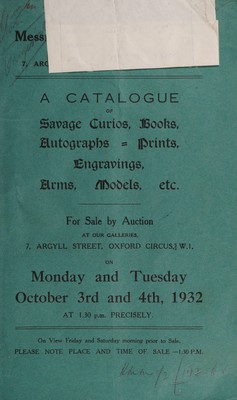 Mess
7, ARG
A CATALOGUE
OF
Savage Curios, Books,
Autographs = Prints,
Engravings,
Arms, Models, etc.
For Sale by Auction
AT OUR GALLERIES,
7, ARGYLL STREET, OXFORD CIRCUS, W.1,
ON
Monday and Tuesday
October 3rd and 4th, 1932
AT 1.30 p.m. PRECISELY.
On View Friday and Saturday morning prior to Sale.
PLEASE NOTE PLACE AND TIME OF SALE —1.30 P.M.